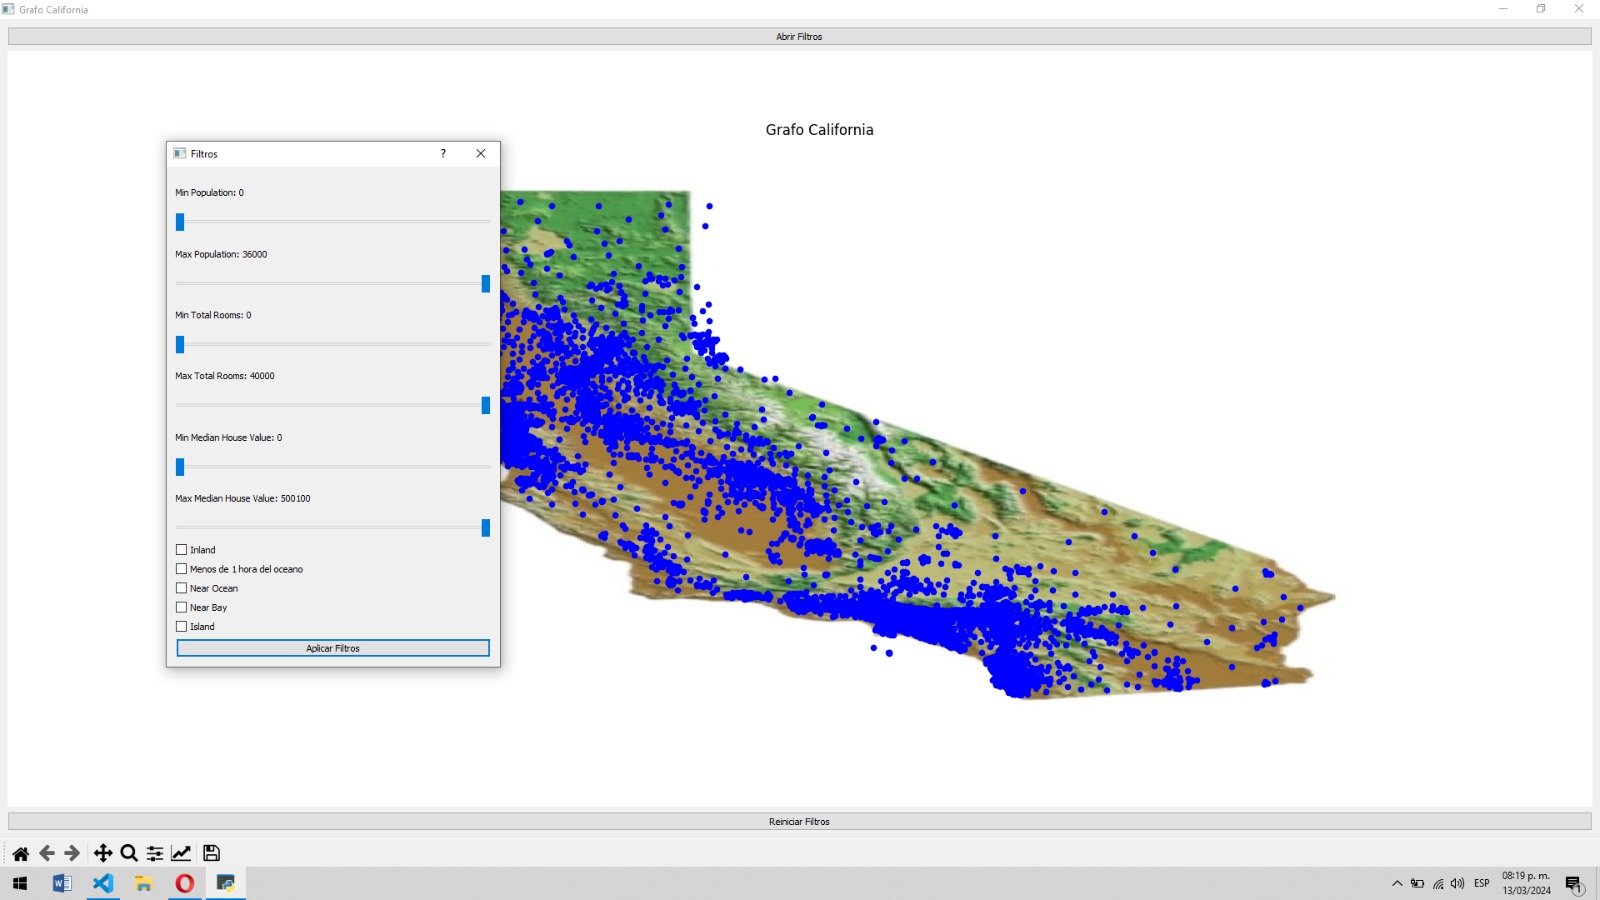 Grafo California
Abrir Filtros
Grafo California
Filtros
?
Min Population: 0
Max Population: 36000
Min Total Rooms: 0
Max Total Rooms: 40000
Min Median House Value: 0
Max Median House Value: 500100
Inland
Menos de 1 hora del oceano
Near Ocean
Near Bay
Island
Aplicar Filtros
Reiniciar Filtros
ESP
08:19 p. m.
13/03/2024
1